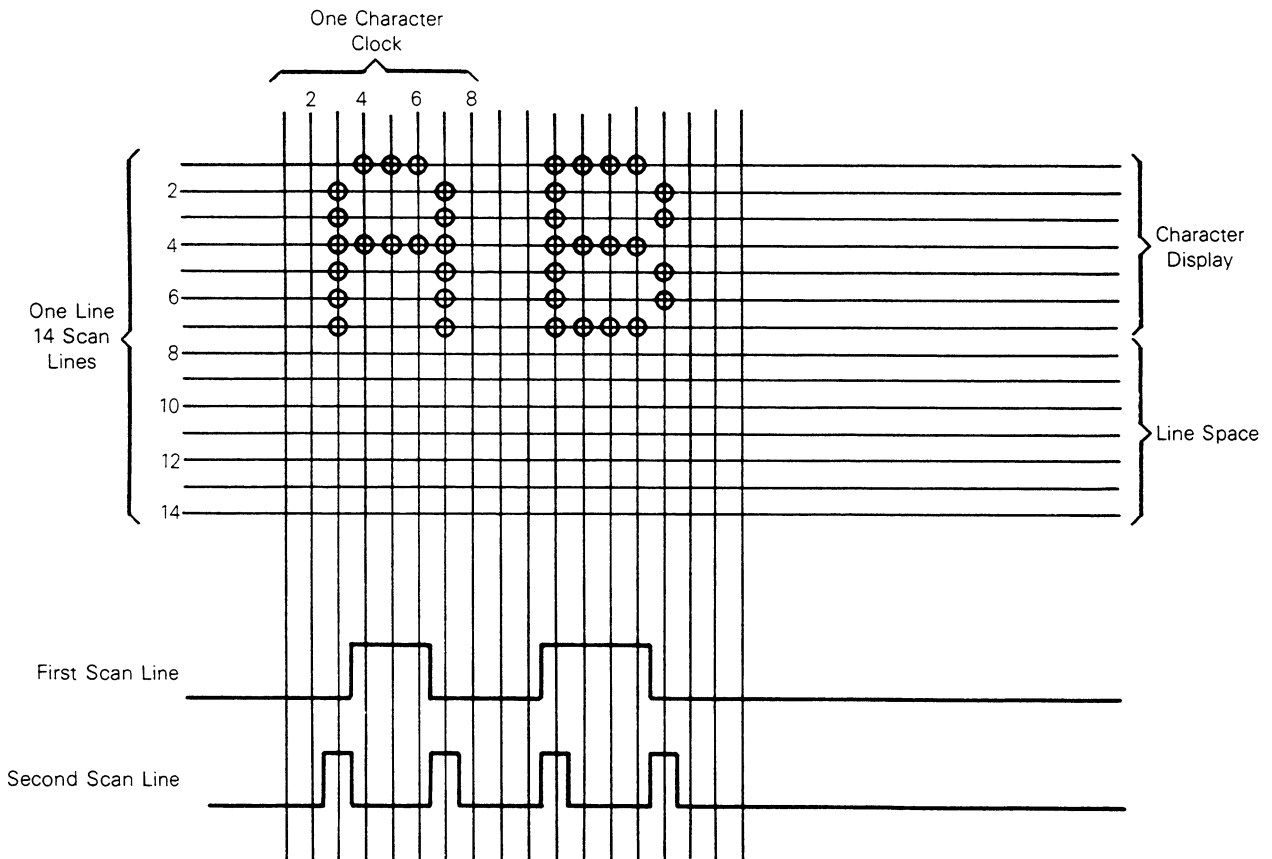 One Character
Clock
2 4 6 8
2
4
6
8
10
12
14
One Line
14 Scan
Lines
Character
Display
Line Space
First Scan Line
Second Scan Line